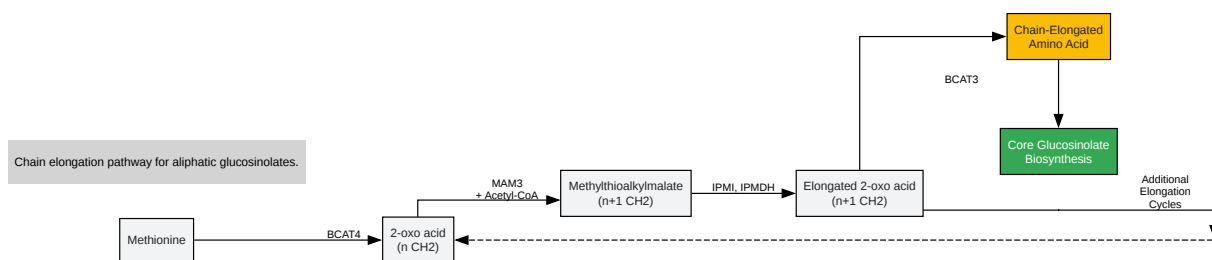 Chain-Elongated
Amino Acid
BCAT3
Core Glucosinolate
Biosynthesis
Chain elongation pathway for aliphatic glucosinolates.
MAM3
+ Acetyl-CoA
Methylthioalkylmalate
(n+1 CH2)
IPMI, IPMDH
Elongated 2-oxo acid
(n+1 CH2)
Additional
Elongation
Cycles
Methionine
BCAT4
2-oxo acid
(n CH2)